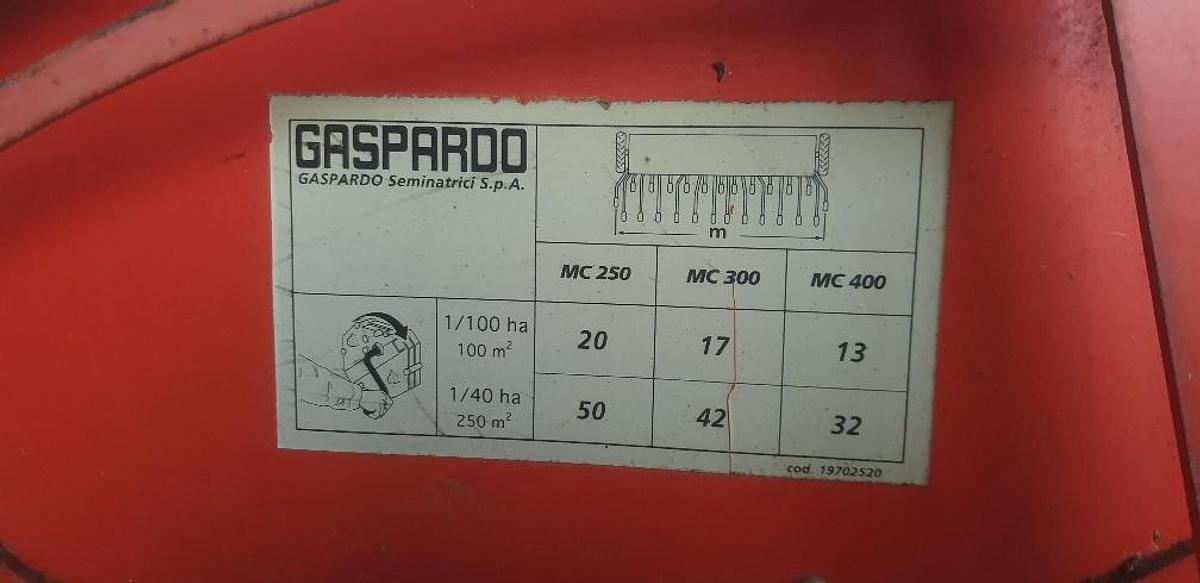 GASPARDO
GASPARDO Seminatrici S.p.A.
m
MC 250 MC 300 MC 400
1/100 ha
100 m² 20 17 13
1/40 ha
250 m² 50 42 32
cod. 19702520